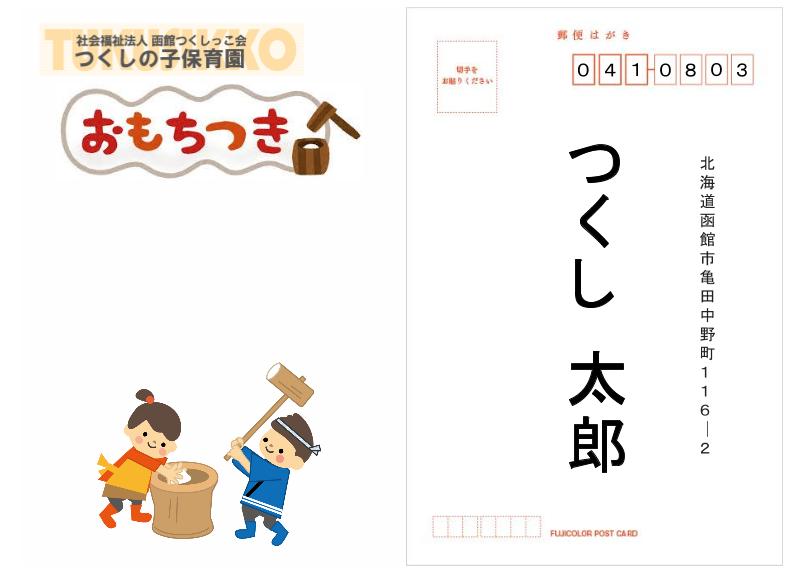 TUKUSIKKO
社会福祉法人 函館つくしっこ会
つくしの子保育園
おもちつき
郵便はがき
切手を
お貼りください
0410803
北海道函館市亀田中野町116―2
つくし 太郎
FUJICOLOR POST CARD